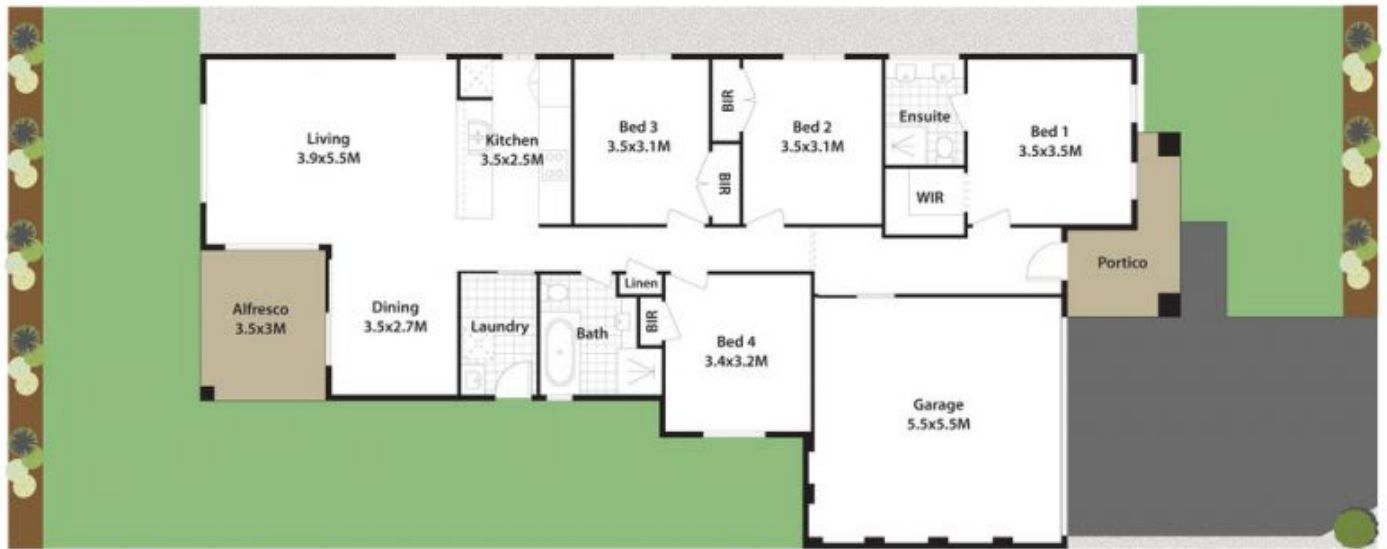 Living
3.9x5.5M
Kitchen
3.5x2.5M
Bed 3
3.5x3.1M
BIR
BIR
Bed 2
3.5x3.1M
Ensuite
WIR
Bed 1
3.5x3.5M
Portico
Alfresco
3.5x3M
Dining
3.5x2.7M
Laundry
Bath
Linen
BIR
Bed 4
3.4x3.2M
Garage
5.5x5.5M